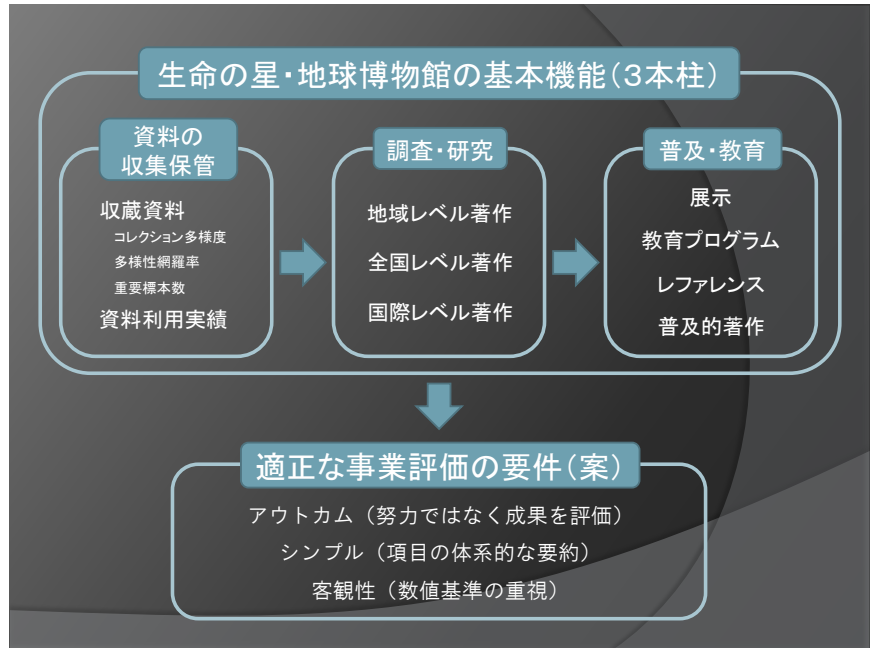 生命の星・地球博物館の基本機能(3本柱)
資料の
収集保管
収蔵資料
コレクション多様度
多様性網羅率
重要標本数
資料利用実績
調査・研究
地域レベル著作
全国レベル著作
国際レベル著作
普及・教育
展示
教育プログラム
レファレンス
普及的著作
適正な事業評価の要件(案)
アウトカム(努力ではなく成果を評価)
シンプル(項目の体系的な要約)
客観性(数値基準の重視)